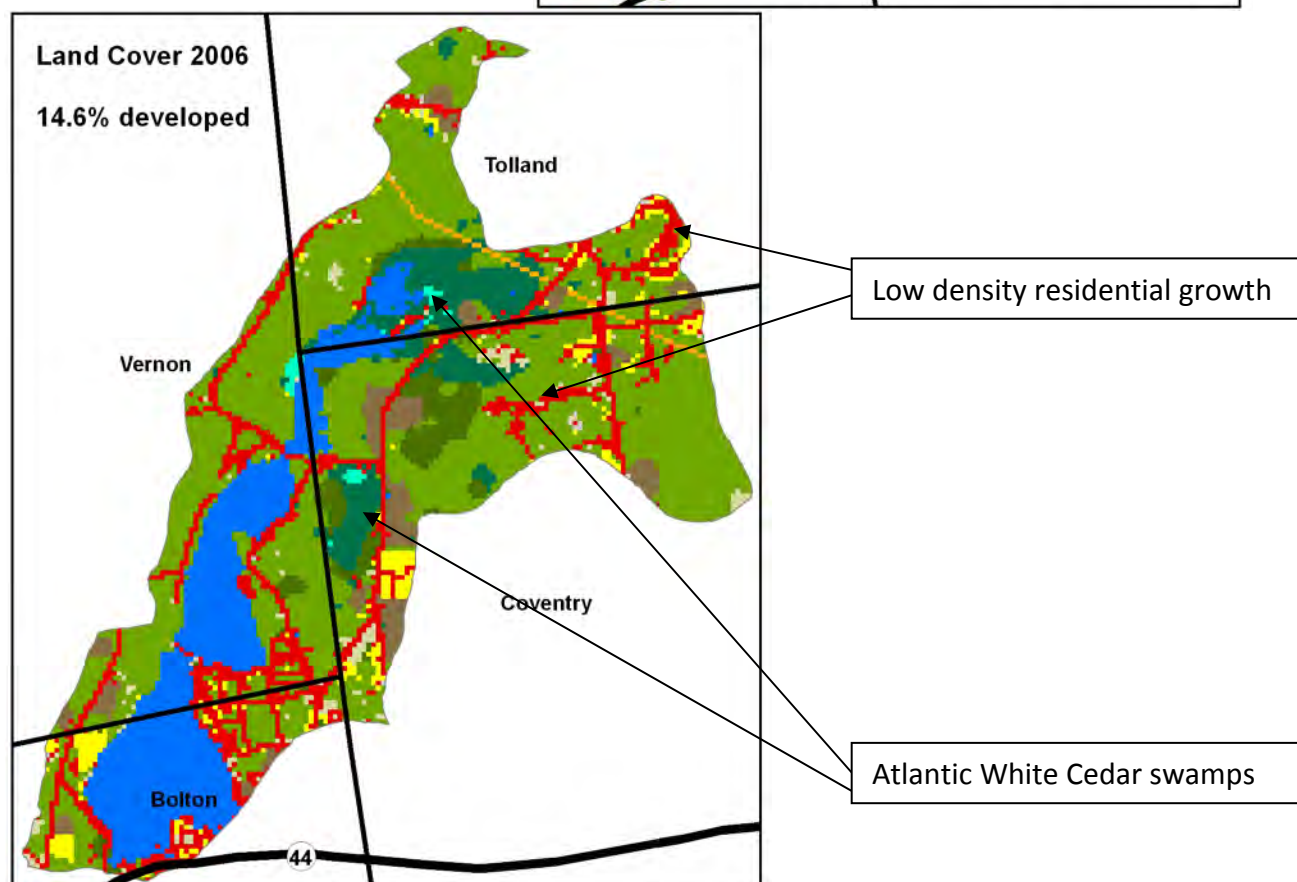 Land Cover 2006
14.6% developed
Tolland
Low density residential growth
Vernon
Coventry
Atlantic White Cedar swamps
Bolton
44